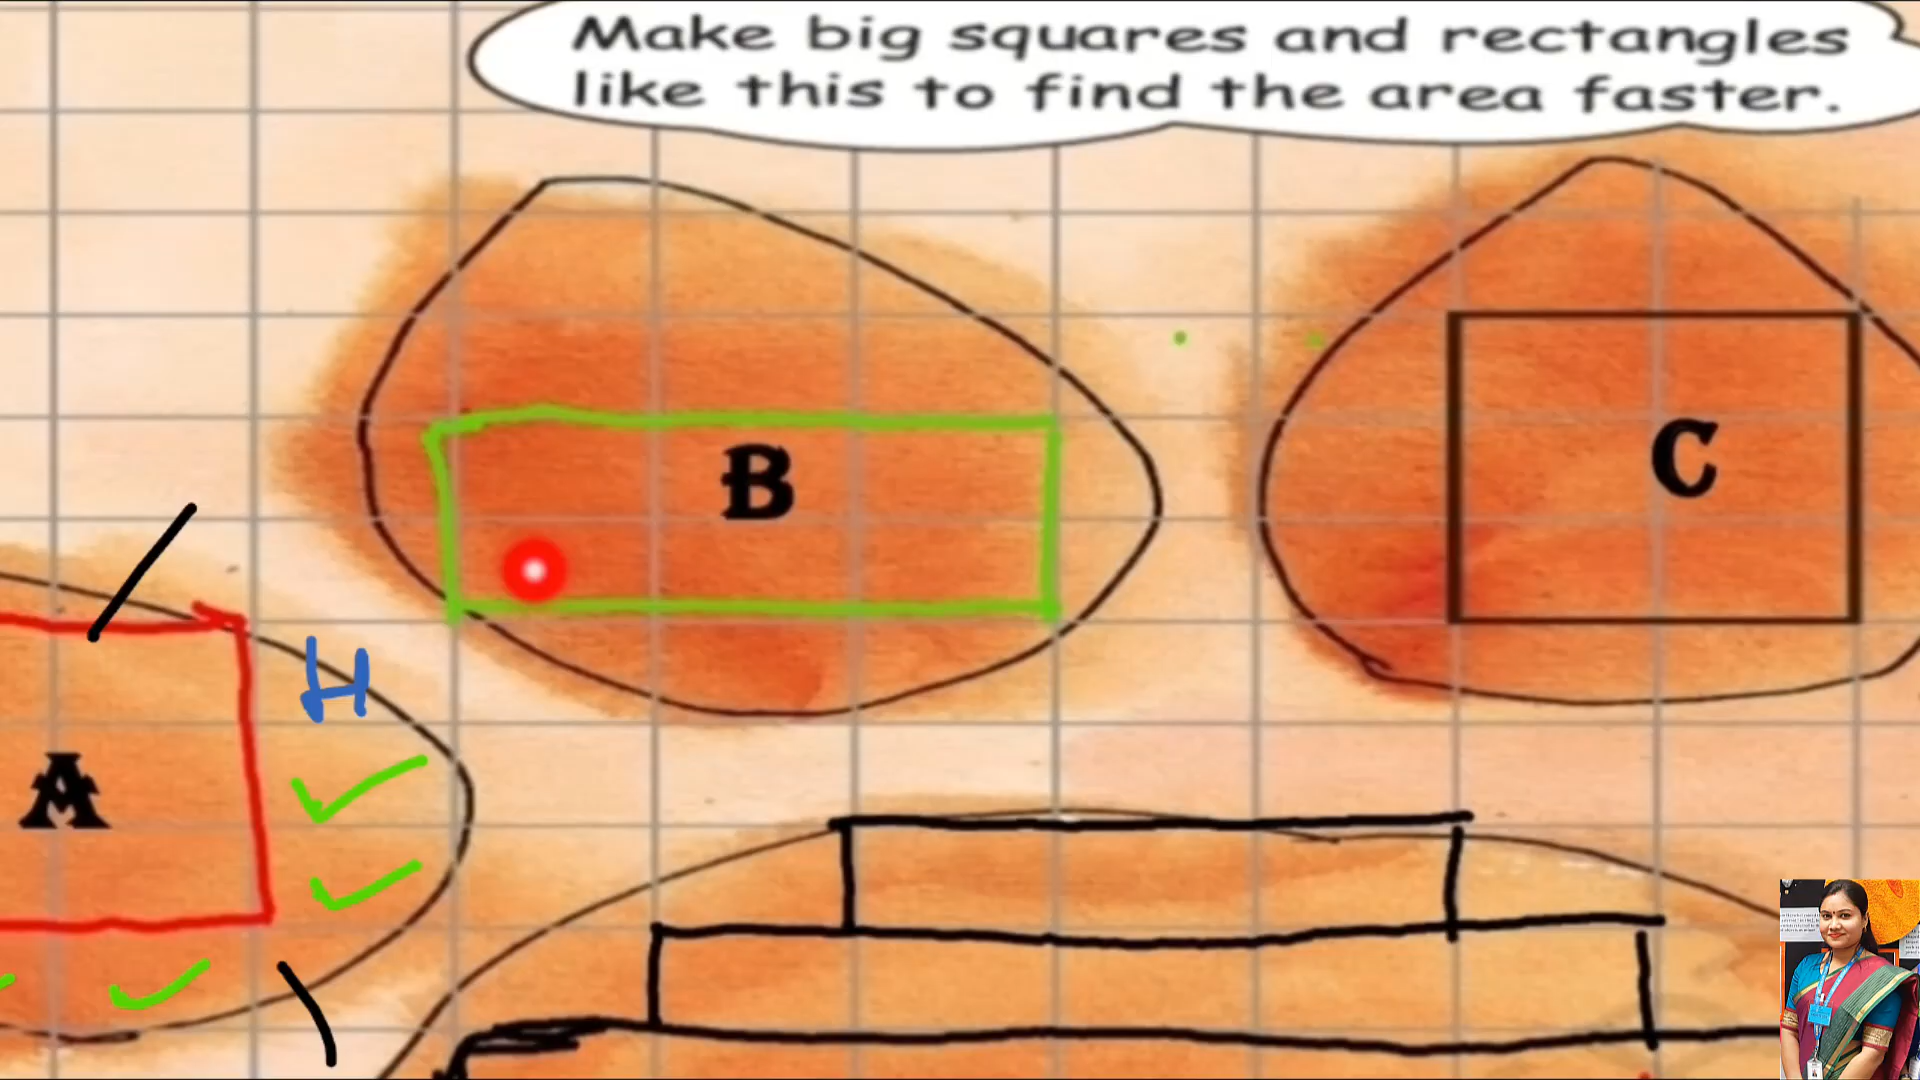 Make big squares and rectangles
like this to find the area faster.
B
C
H
A